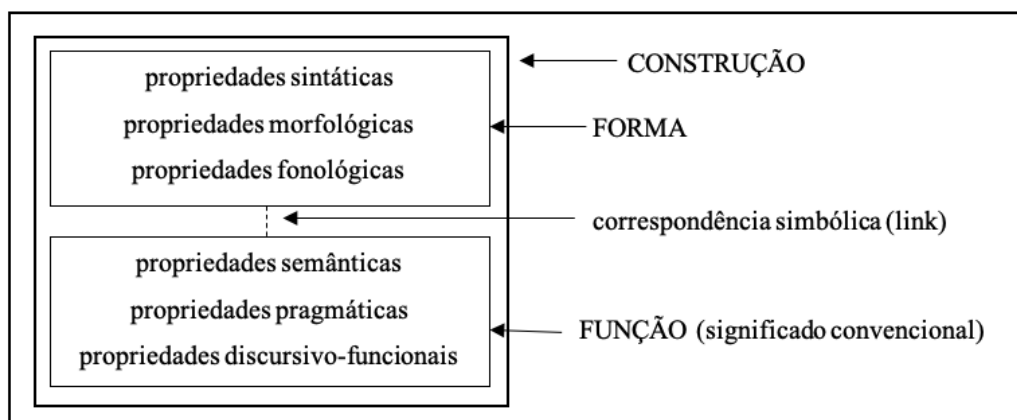 propriedades sintáticas
propriedades morfológicas
propriedades fonológicas
CONSTRUÇÃO
FORMA
correspondência simbólica (link)
propriedades semânticas
propriedades pragmáticas
propriedades discursivo-funcionais
FUNÇÃO (significado convencional)